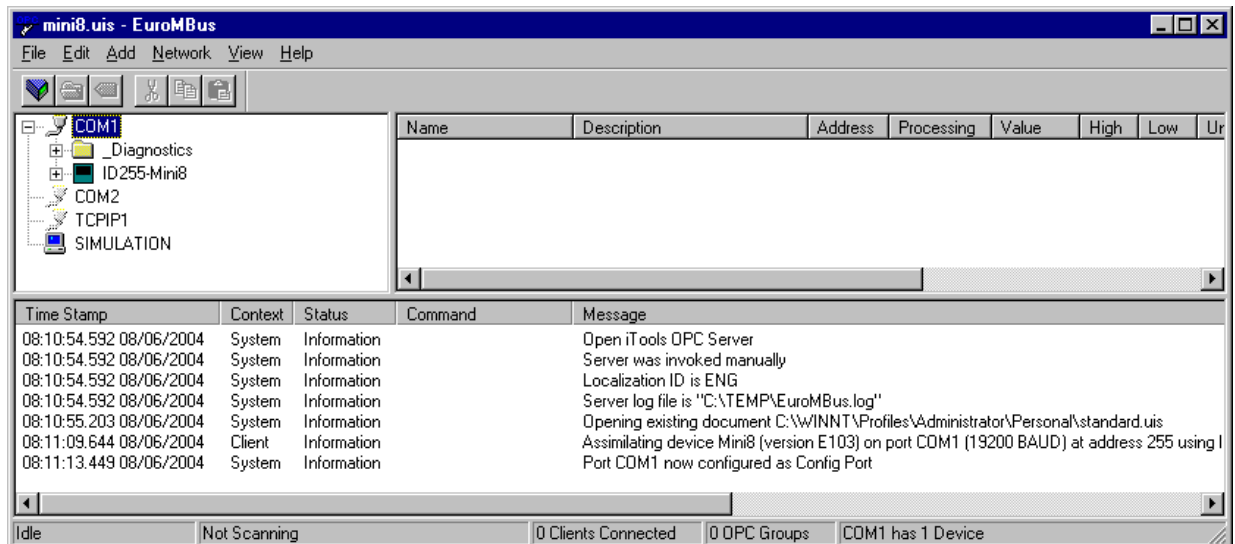 mini8.uis - EuroMBus
File Edit Add Network View Help
COM1
_Diagnostics
ID255-Mini8
COM2
TCPIP1
SIMULATION
Name Description Address Processing Value High Low Ur
Time Stamp Context Status Command Message
08:10:54.592 08/06/2004 System Information Open iTools OPC Server
08:10:54.592 08/06/2004 System Information Server was invoked manually
08:10:54.592 08/06/2004 System Information Localization ID is ENG
08:10:54.592 08/06/2004 System Information Server log file is "C:\TEMP\EuroMBus.log"
08:10:55.203 08/06/2004 System Information Opening existing document C:\WINNT\Profiles\Administrator\Personal\standard.uis
08:11:09.644 08/06/2004 Client Information Assimilating device Mini8 (version E103) on port COM1 (19200 BAUD) at address 255 using l
08:11:13.449 08/06/2004 System Information Port COM1 now configured as Config Port
Idle Not Scanning 0 Clients Connected 0 OPC Groups COM1 has 1 Device